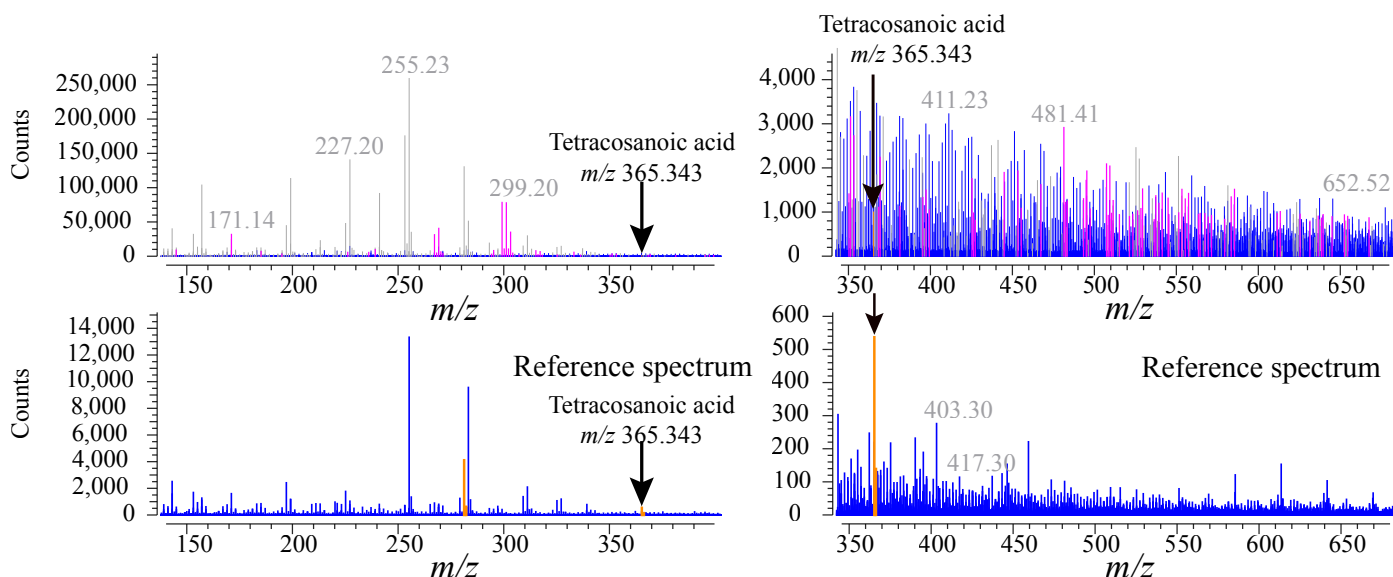 Counts
250,000
200,000
150,000
100,000
50,000
0
255.23
227.20
171.14
299.20
Tetracosanoic acid
m/z 365.343
150 200 250 300 350
m/z
Tetracosanoic acid
m/z 365.343
4,000
3,000
2,000
1,000
0
411.23
481.41
652.52
350 400 450 500 550 600 650
m/z
Counts
14,000
12,000
10,000
8,000
6,000
4,000
2,000
0
Reference spectrum
Tetracosanoic acid
m/z 365.343
150 200 250 300 350
m/z
600
500
400
300
200
100
0
Reference spectrum
403.30
417.30
350 400 450 500 550 600 650
m/z